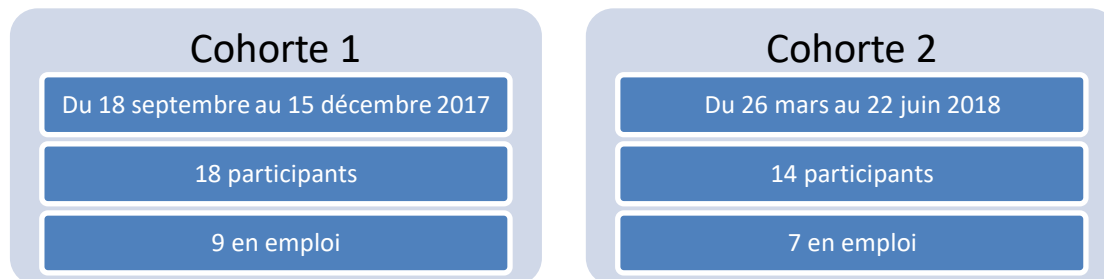 Cohorte 1
Du 18 septembre au 15 décembre 2017
18 participants
9 en emploi
Cohorte 2
Du 26 mars au 22 juin 2018
14 participants
7 en emploi